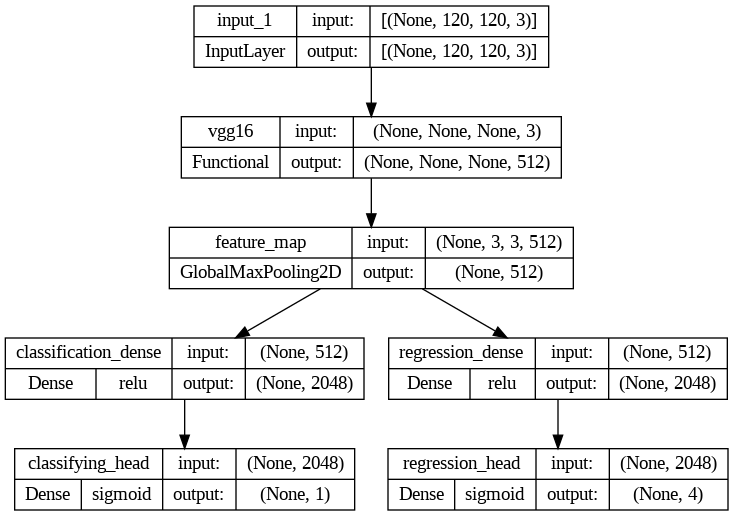 input_1 input: [(None, 120, 120, 3)]
InputLayer output: [(None, 120, 120, 3)]
vgg16 input: (None, None, None, 3)
Functional output: (None, None, None, 512)
feature_map input: (None, 3, 3, 512)
GlobalMaxPooling2D output: (None, 512)
classification_dense input: (None, 512)
Dense relu output: (None, 2048)
regression_dense input: (None, 512)
Dense relu output: (None, 2048)
classifying_head input: (None, 2048)
Dense sigmoid output: (None, 1)
regression_head input: (None, 2048)
Dense sigmoid output: (None, 4)